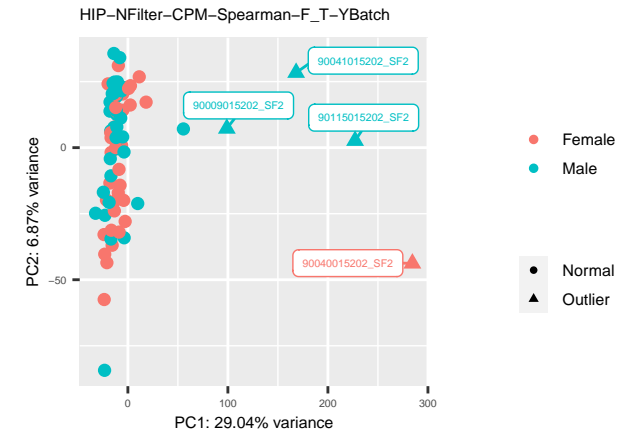 HIP−NFilter−CPM−Spearman−F_T−YBatch
90041015202_SF2
90009015202_SF2
90115015202_SF2
90040015202_SF2
0
−50
0
100
200
300
PC1: 29.04% variance
PC2: 6.87% variance
Female
Male
Normal
Outlier